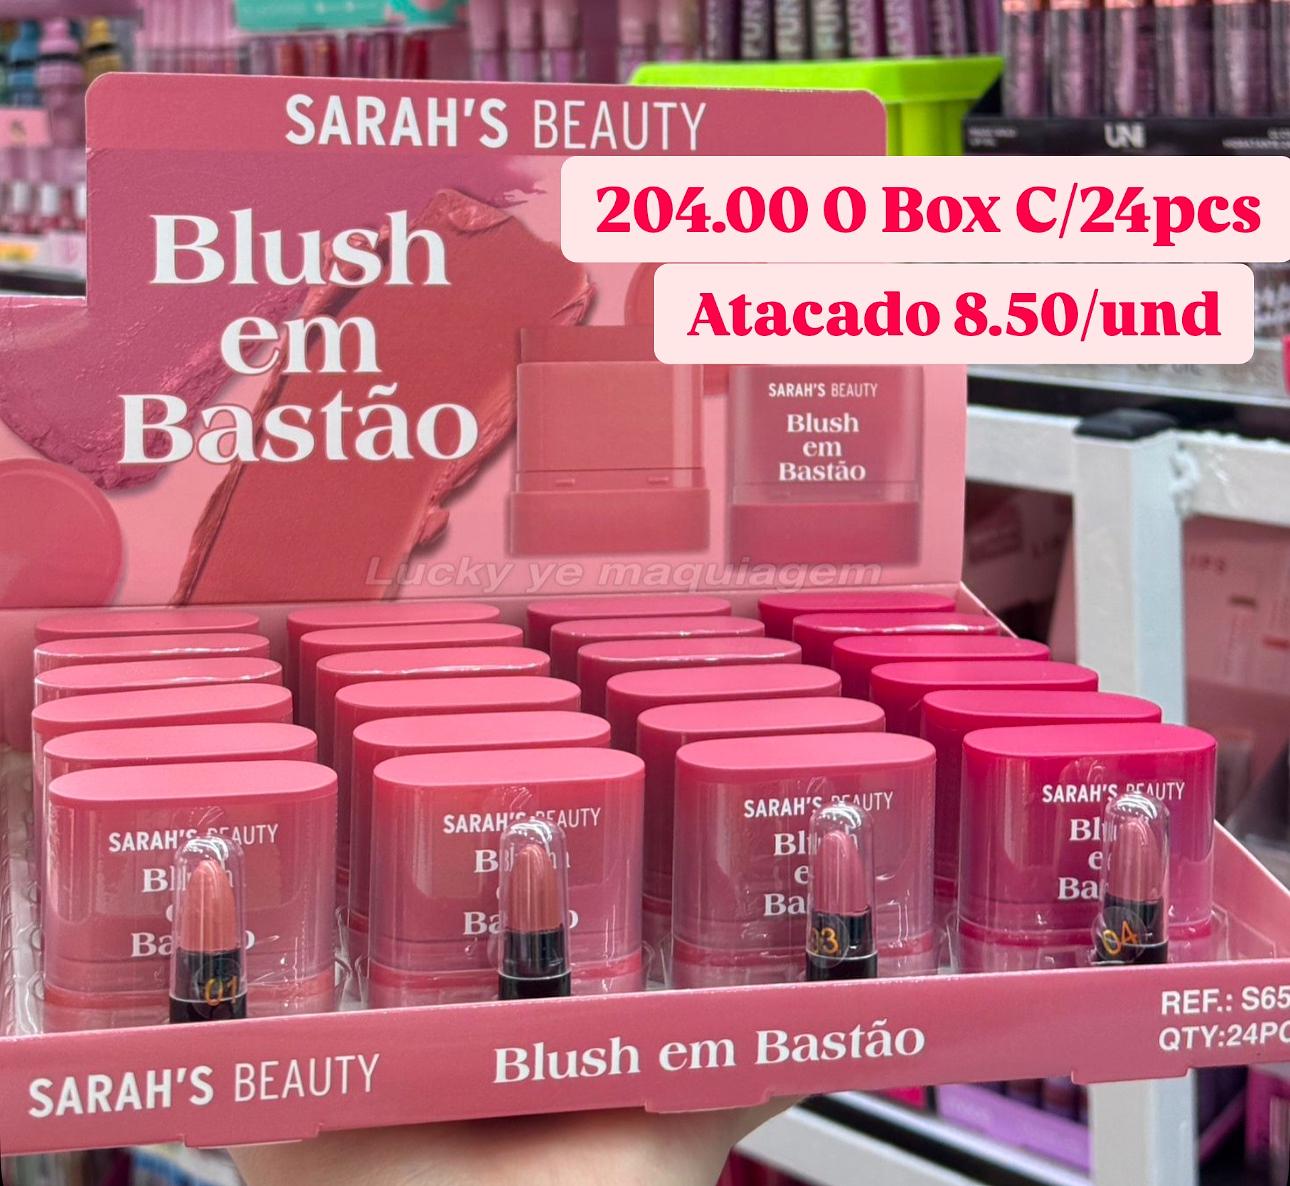 SARAH'S BEAUTY
Blush
em
Bastão
204.00 O Box C/24pcs
Atacado 8.50/und
SARAH'S BEAUTY
Blush
em
Bastão
Lucky ye maquiagem
UNI
SARAH'S BEAUTY
SARAH'S BEAUTY
SARAH'S BEAUTY
SARAH'S BEAUTY
01
03
04
SARAH'S BEAUTY
Blush em Bastão
REF.: S65
QTY:24PC